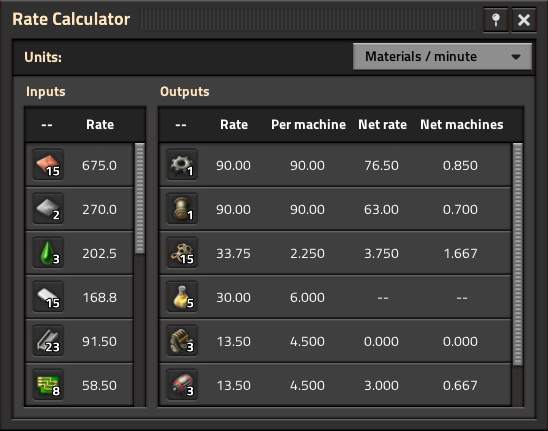 Rate Calculator
Units: Materials / minute
Inputs Outputs
-- Rate -- Rate Per machine Net rate Net machines
15 675.0 1 90.00 90.00 76.50 0.850
2 270.0 1 90.00 90.00 63.00 0.700
3 202.5 15 33.75 2.250 3.750 1.667
15 168.8 5 30.00 6.000 -- --
23 91.50 3 13.50 4.500 0.000 0.000
8 58.50 3 13.50 4.500 3.000 0.667